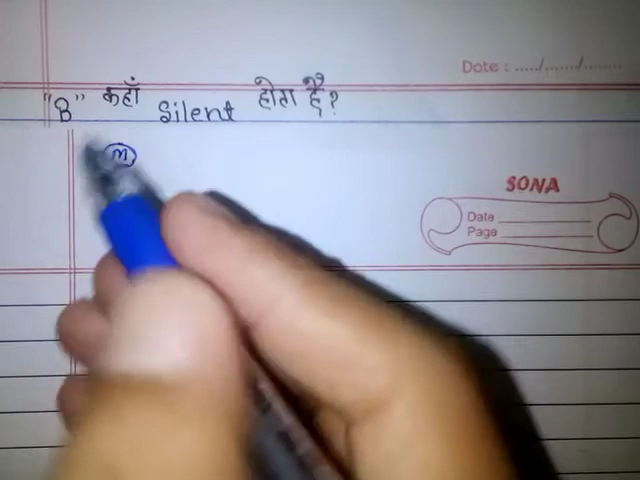 Date : ...../....../.......
"B" कहाँ Silent होता है?
m
SONA
Date
Page